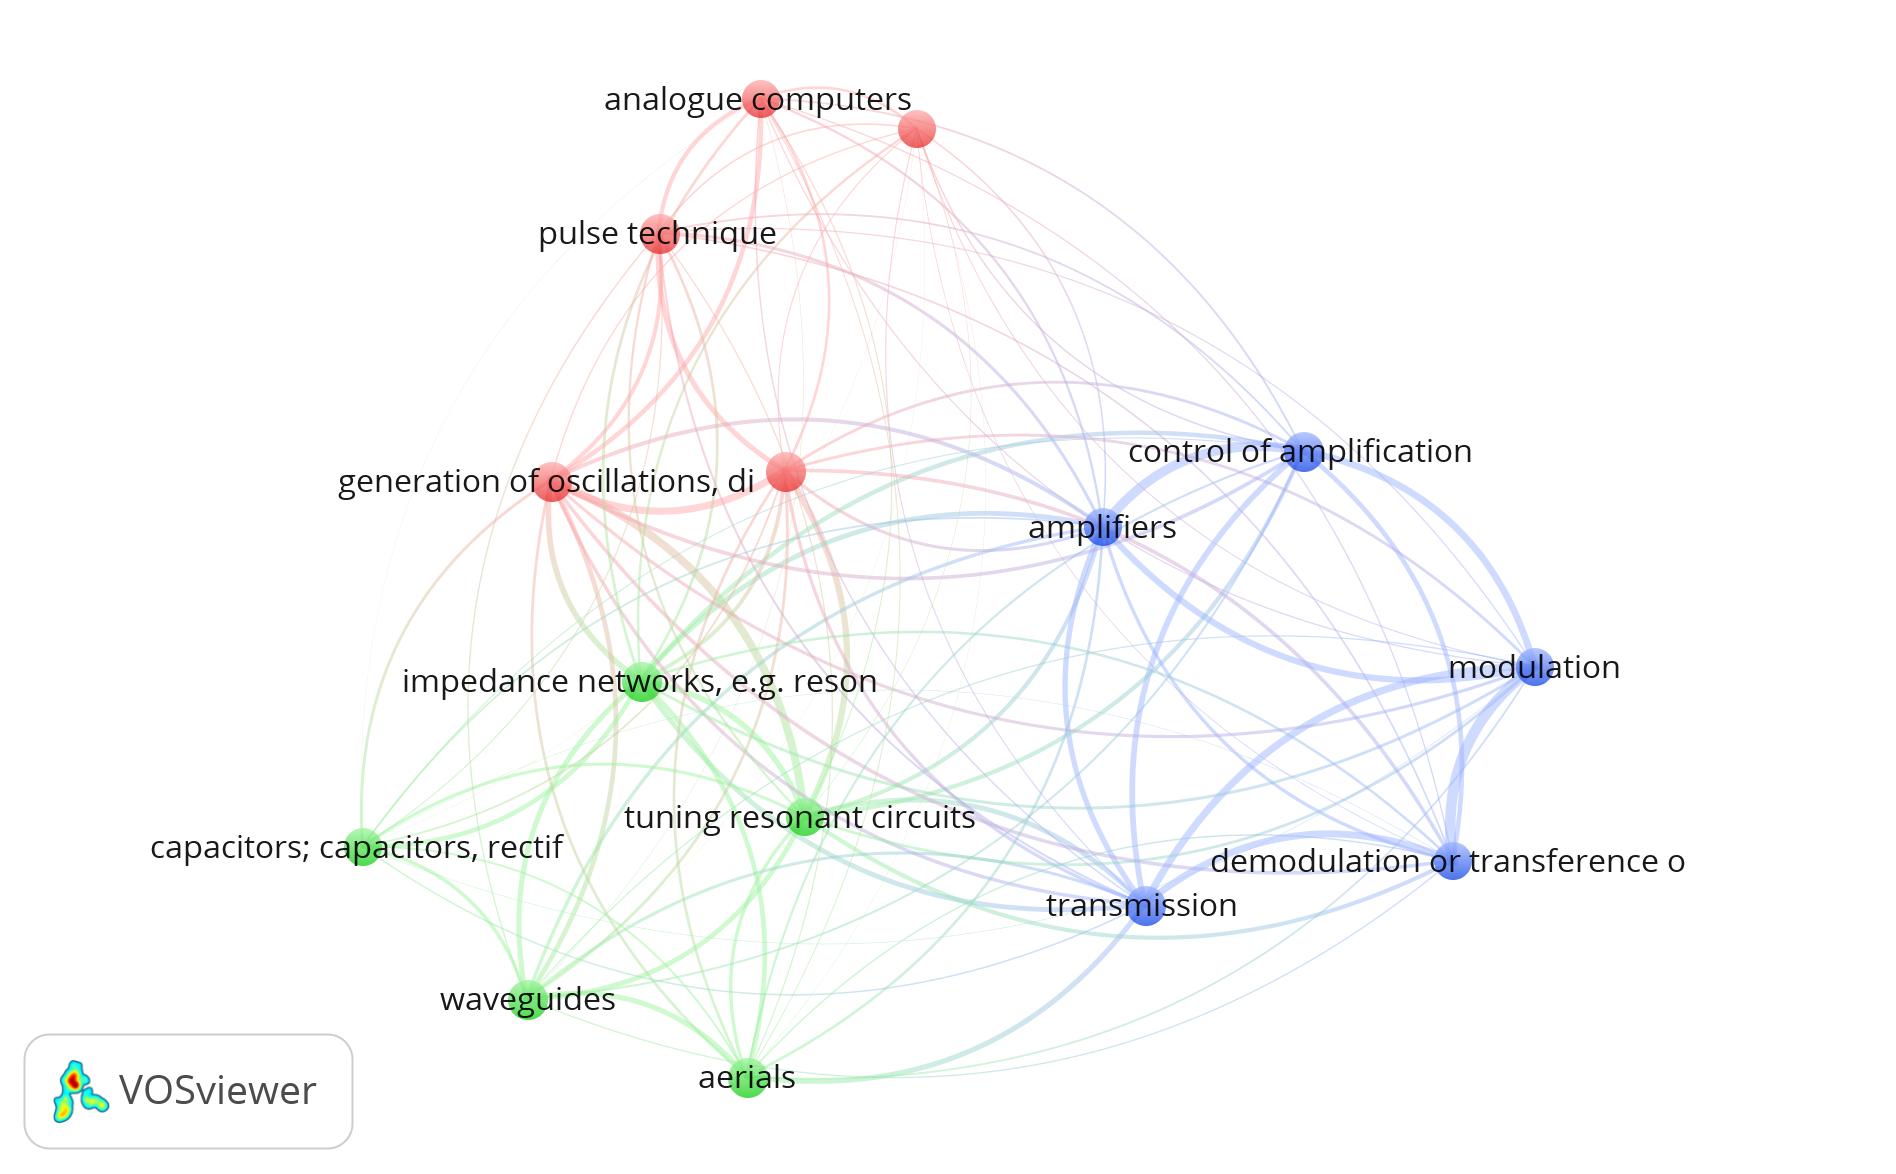 analogue computers
pulse technique
generation of oscillations, di
control of amplification
amplifiers
modulation
impedance networks, e.g. reson
tuning resonant circuits
capacitors; capacitors, rectif
demodulation or transference o
transmission
waveguides
aerials
VOSviewer